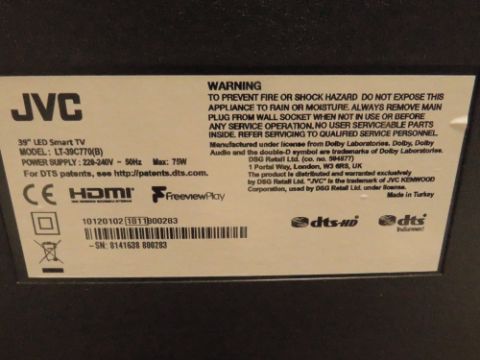 JVC
39" LED Smart TV
MODEL: LT-39C770(B)
POWER SUPPLY: 220-240V ~ 50Hz Max: 75W
For DTS patents, see http://patents.dts.com.
CE HDMI FreeviewPlay
10120102 1811 B00283
-SN: 8141638 B00283
WARNING
TO PREVENT FIRE OR SHOCK HAZARD DO NOT EXPOSE THIS
APPLIANCE TO RAIN OR MOISTURE. ALWAYS REMOVE MAIN
PLUG FROM WALL SOCKET WHEN NOT IN USE OR BEFORE
ANY SERVICE OPERATION, NO USER SERVICEABLE PARTS
INSIDE. REFER SERVICING TO QUALIFIED SERVICE PERSONNEL.
Manufactured under license from Dolby Laboratories. Dolby, Dolby
Audio and the double-D symbol are trademarks of Dolby Laboratories.
DSG Retail Ltd. (co. no. 504877)
1 Portal Way, London, W3 6RS, UK
The product is distributed and warranted exclusively
by DSG Retail Ltd. "JVC" is the trademark of JVC KENWOOD
Corporation, used by DSG Retail Ltd. under license.
Made in Turkey
dts-HD
dts